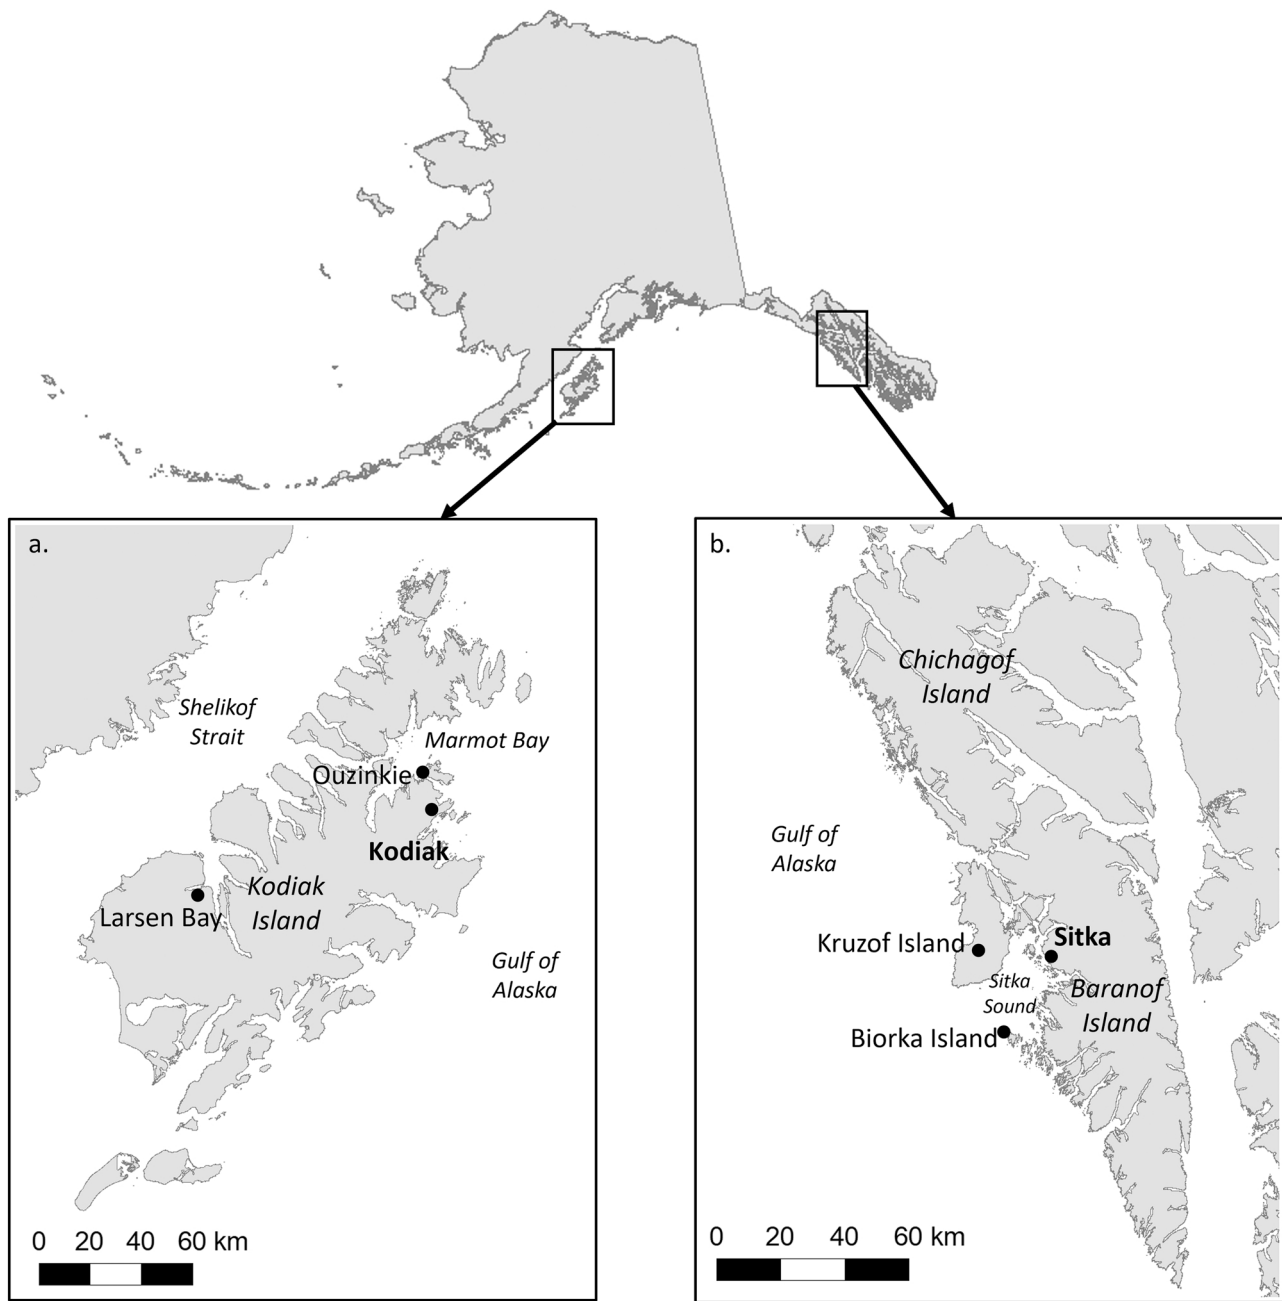 a.
Shelikof
Strait
Marmot Bay
Ouzinkie
Kodiak
Kodiak
Island
Larsen Bay
Gulf of
Alaska
0 20 40 60 km
b.
Chichagof
Island
Gulf of
Alaska
Kruzof Island
Sitka
Sitka
Sound
Baranof
Island
Biorka Island
0 20 40 60 km